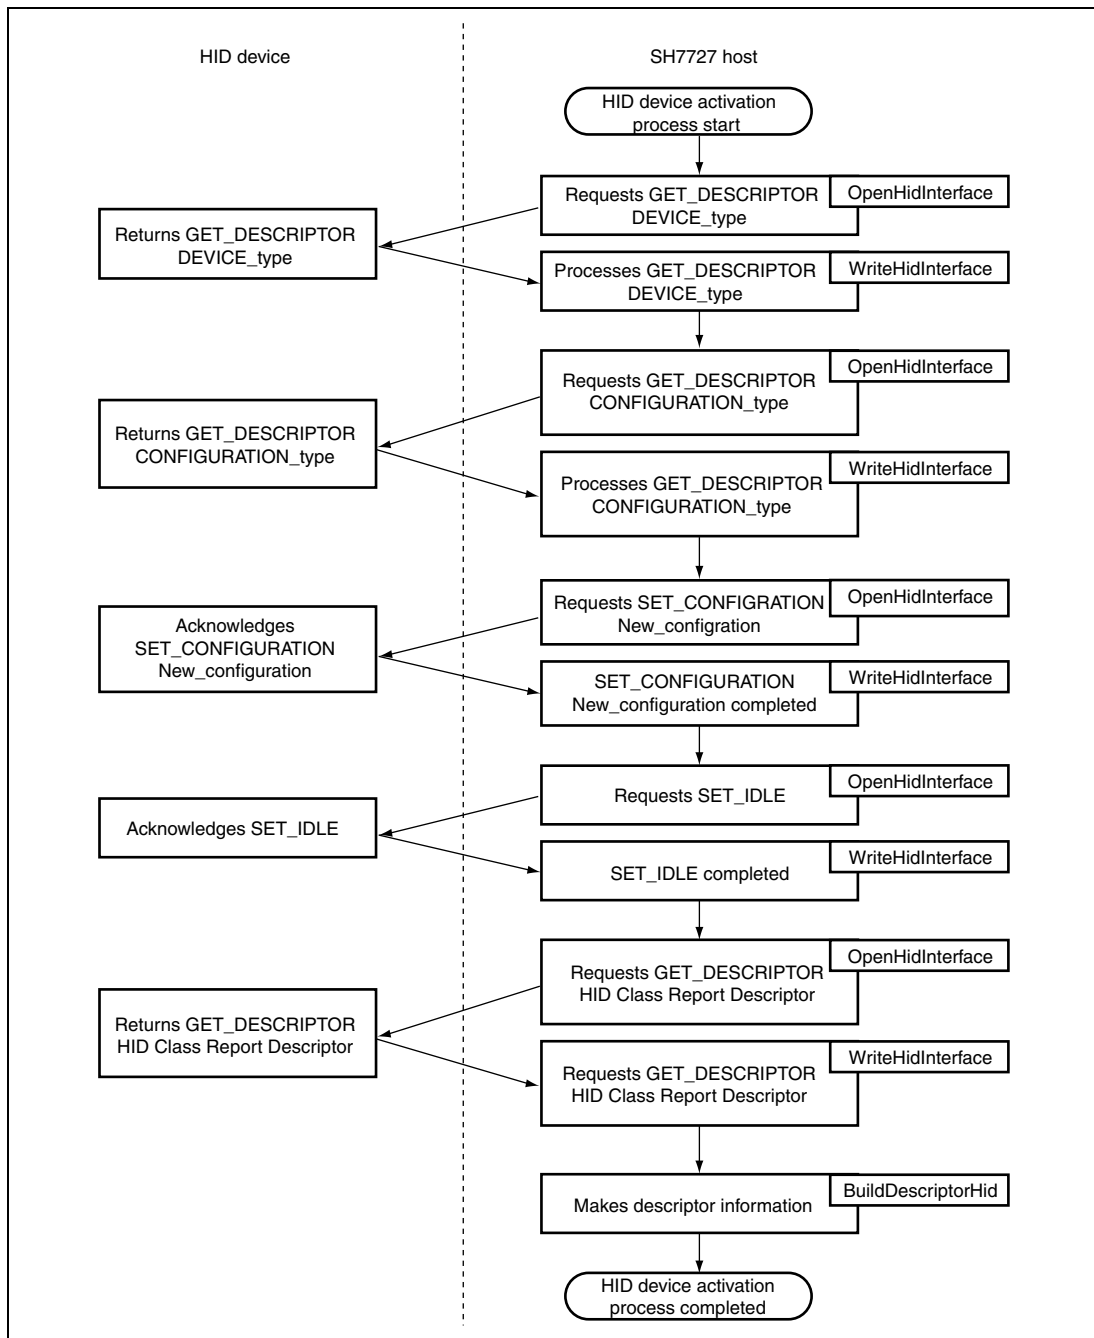 HID device
SH7727 host
HID device activation
process start
Requests GET_DESCRIPTOR
DEVICE_type
OpenHidInterface
Returns GET_DESCRIPTOR
DEVICE_type
Processes GET_DESCRIPTOR
DEVICE_type
WriteHidInterface
Requests GET_DESCRIPTOR
CONFIGURATION_type
OpenHidInterface
Returns GET_DESCRIPTOR
CONFIGURATION_type
Processes GET_DESCRIPTOR
CONFIGURATION_type
WriteHidInterface
Requests SET_CONFIGRATION
New_configration
OpenHidInterface
Acknowledges
SET_CONFIGURATION
New_configuration
SET_CONFIGURATION
New_configuration completed
WriteHidInterface
Requests SET_IDLE
OpenHidInterface
Acknowledges SET_IDLE
SET_IDLE completed
WriteHidInterface
Requests GET_DESCRIPTOR
HID Class Report Descriptor
OpenHidInterface
Returns GET_DESCRIPTOR
HID Class Report Descriptor
Requests GET_DESCRIPTOR
HID Class Report Descriptor
WriteHidInterface
Makes descriptor information
BuildDescriptorHid
HID device activation
process completed